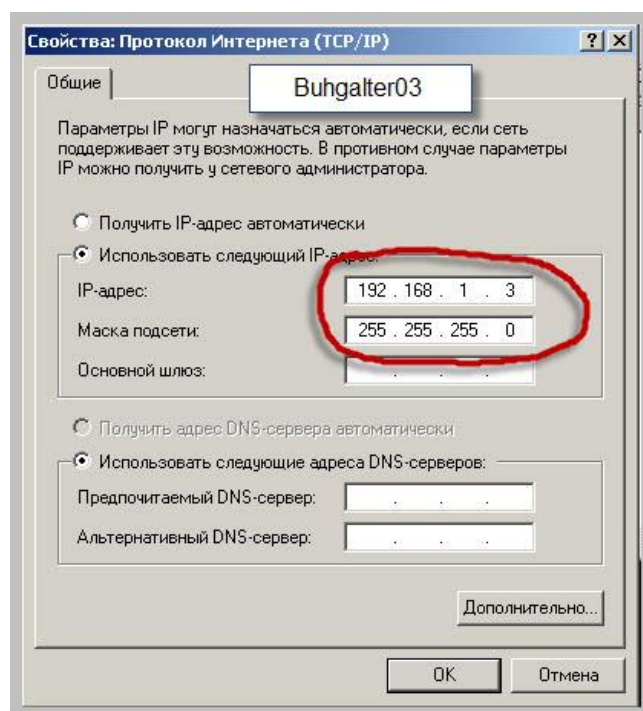 Свойства: Протокол Интернета (TCP/IP)
? X
Общие
Buhgalter03
Параметры IP могут назначаться автоматически, если сеть
поддерживает эту возможность. В противном случае параметры
IP можно получить у сетевого администратора.
Получить IP-адрес автоматически
Использовать следующий IP-адрес:
IP-адрес: 192 . 168 . 1 . 3
Маска подсети: 255 . 255 . 255 . 0
Основной шлюз: . . .
Получить адрес DNS-сервера автоматически
Использовать следующие адреса DNS-серверов:
Предпочитаемый DNS-сервер: . . .
Альтернативный DNS-сервер: . . .
Дополнительно...
OK Отмена